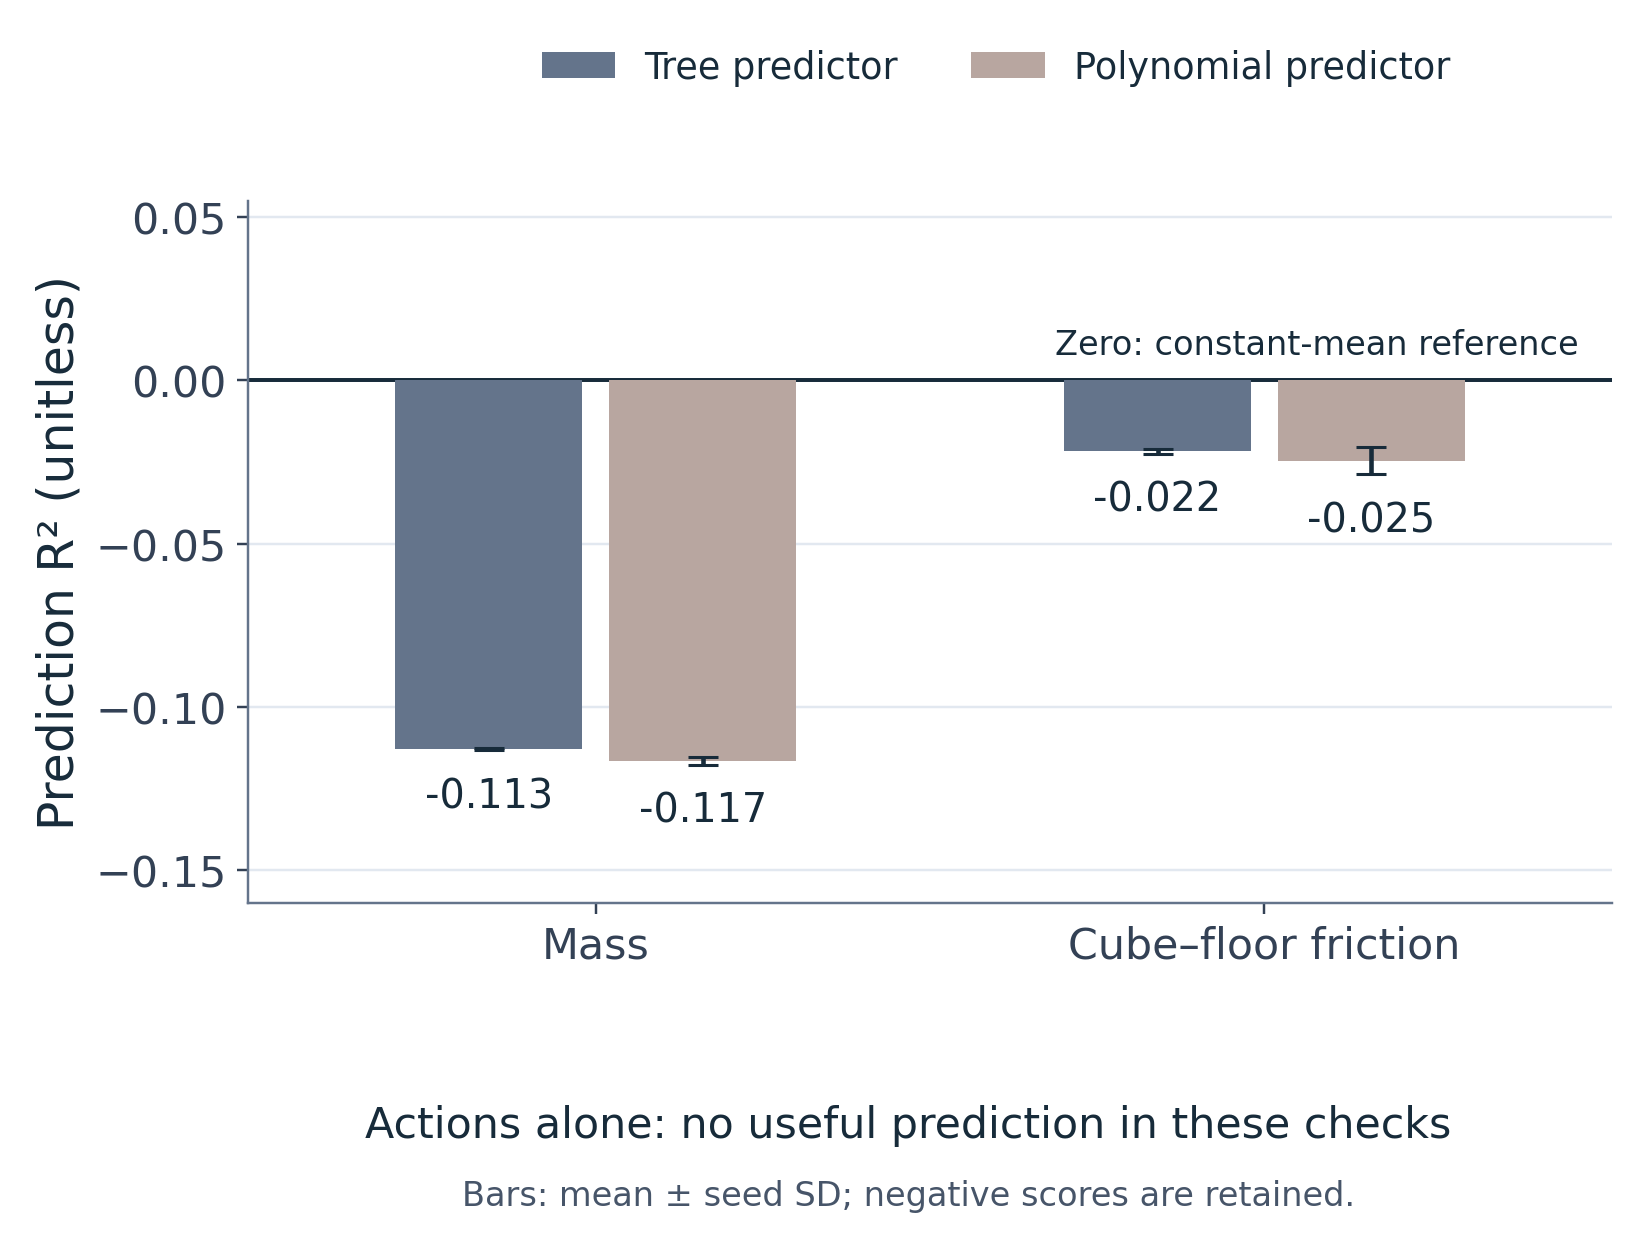 Tree predictor
Polynomial predictor
Prediction R² (unitless)
0.05
0.00
−0.05
−0.10
−0.15
Zero: constant-mean reference
-0.113
-0.117
-0.022
-0.025
Mass
Cube–floor friction
Actions alone: no useful prediction in these checks
Bars: mean ± seed SD; negative scores are retained.